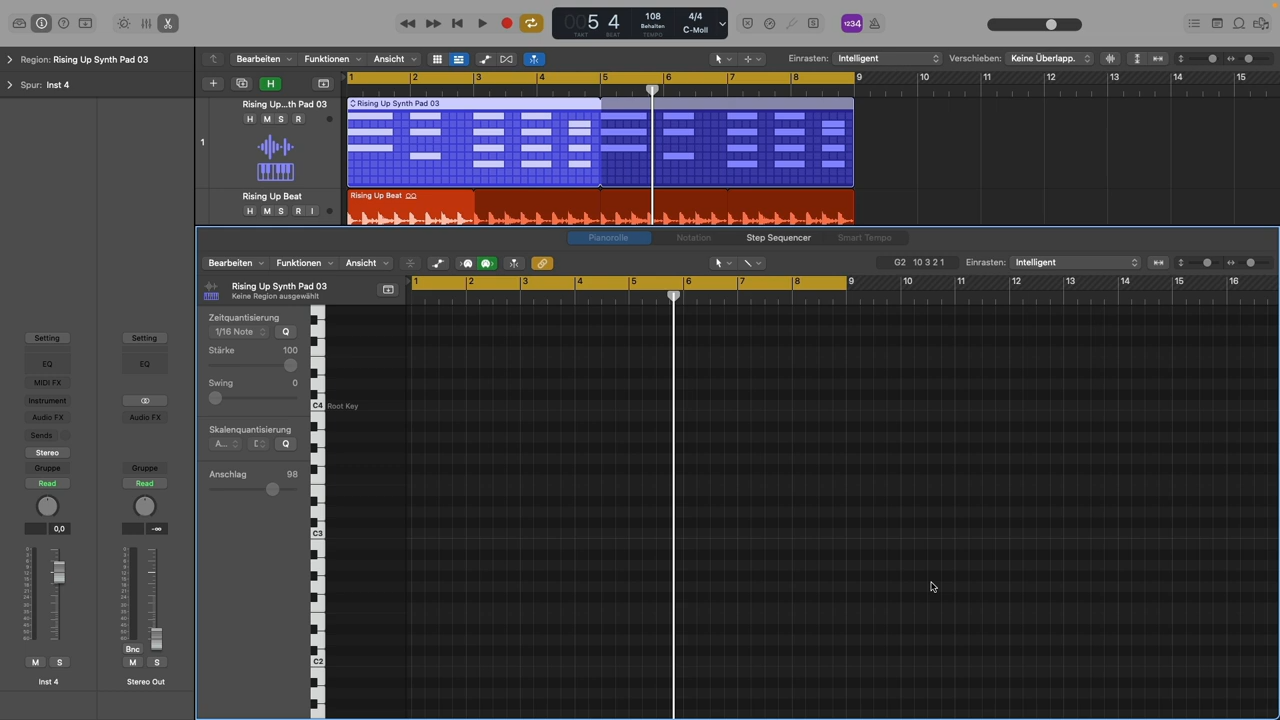 1234
005 4
TAKT BEAT
108
Behalten
TEMPO
4/4
C-Moll
Region: Rising Up Synth Pad 03
Spur: Inst 4
Bearbeiten Funktionen Ansicht
Einrasten: Intelligent
Verschieben: Keine Überlapp.
H
1 2 3 4 5 6 7 8 9 10 11 12 13 14 15
1
Rising Up...th Pad 03
H M S R
Rising Up Synth Pad 03
Rising Up Beat
H M S R I
Rising Up Beat
Pianorolle Notation Step Sequencer Smart Tempo
Bearbeiten Funktionen Ansicht
G2 10 3 2 1
Einrasten: Intelligent
Rising Up Synth Pad 03
Keine Region ausgewählt
1 2 3 4 5 6 7 8 9 10 11 12 13 14 15 16
Zeitquantisierung
1/16 Note Q
Stärke 100
Swing 0
Skalenquantisierung
A... Q
Anschlag 98
C4 Root Key
C3
C2
Setting Setting
EQ EQ
MIDI FX
Instrument
Audio FX Audio FX
Sends
Stereo
Gruppe Gruppe
Read Read
0,0 -∞
Bnc
M S M S
Inst 4 Stereo Out